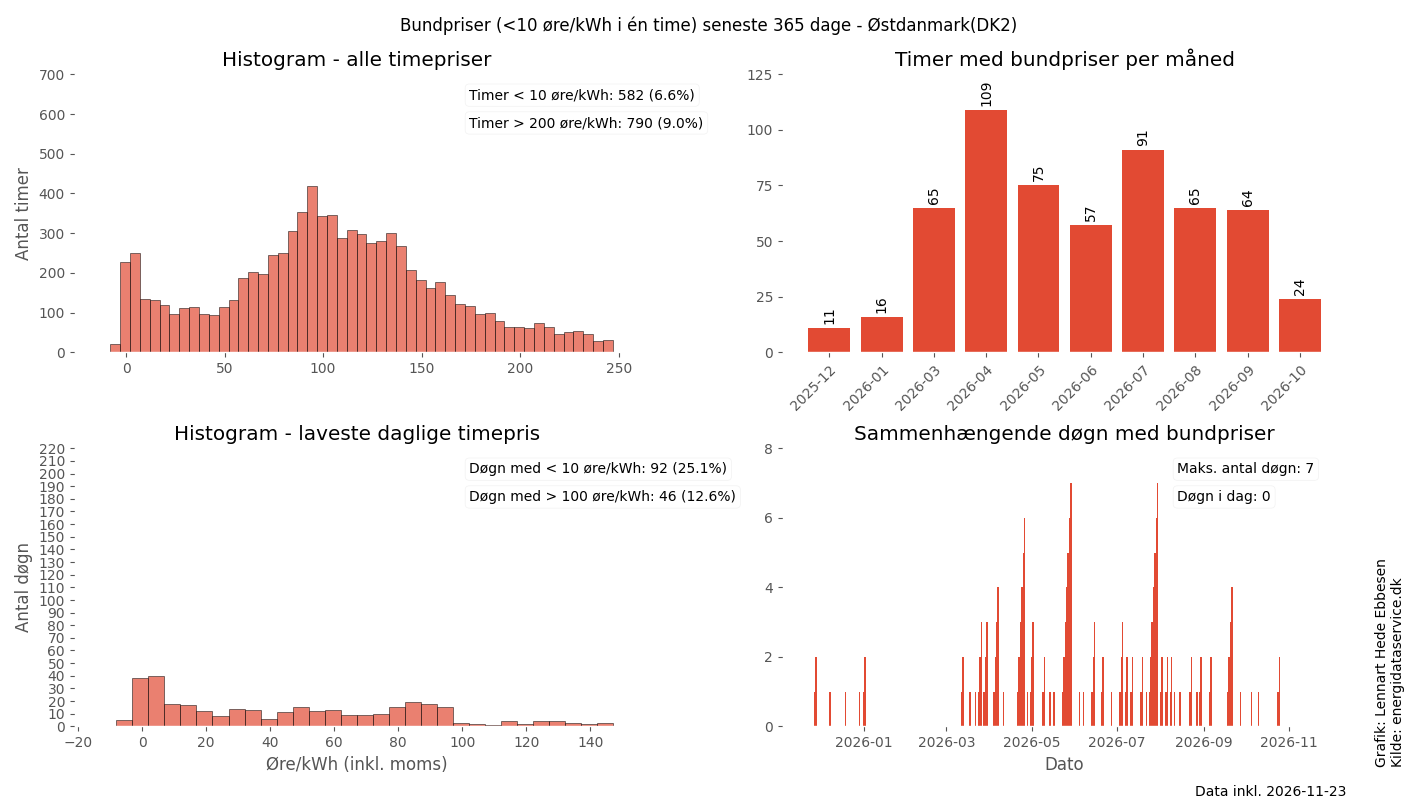 Bundpriser (<10 øre/kWh i én time) seneste 365 dage - Østdanmark(DK2)
Histogram - alle timepriser
Antal timer
700
600
500
400
300
200
100
0
Timer < 10 øre/kWh: 582 (6.6%)
Timer > 200 øre/kWh: 790 (9.0%)
0 50 100 150 200 250
Timer med bundpriser per måned
125
100
75
50
25
0
11 16 65 109 75 57 91 65 64 24
2025-12 2026-01 2026-03 2026-04 2026-05 2026-06 2026-07 2026-08 2026-09 2026-10
Histogram - laveste daglige timepris
Antal døgn
220
210
200
190
180
170
160
150
140
130
120
110
100
90
80
70
60
50
40
30
20
10
0
Døgn med < 10 øre/kWh: 92 (25.1%)
Døgn med > 100 øre/kWh: 46 (12.6%)
−20 0 20 40 60 80 100 120 140
Øre/kWh (inkl. moms)
Sammenhængende døgn med bundpriser
8
6
4
2
0
Maks. antal døgn: 7
Døgn i dag: 0
2026-01 2026-03 2026-05 2026-07 2026-09 2026-11
Dato
Grafik: Lennart Hede Ebbesen
Kilde: energidataservice.dk
Data inkl. 2026-11-23